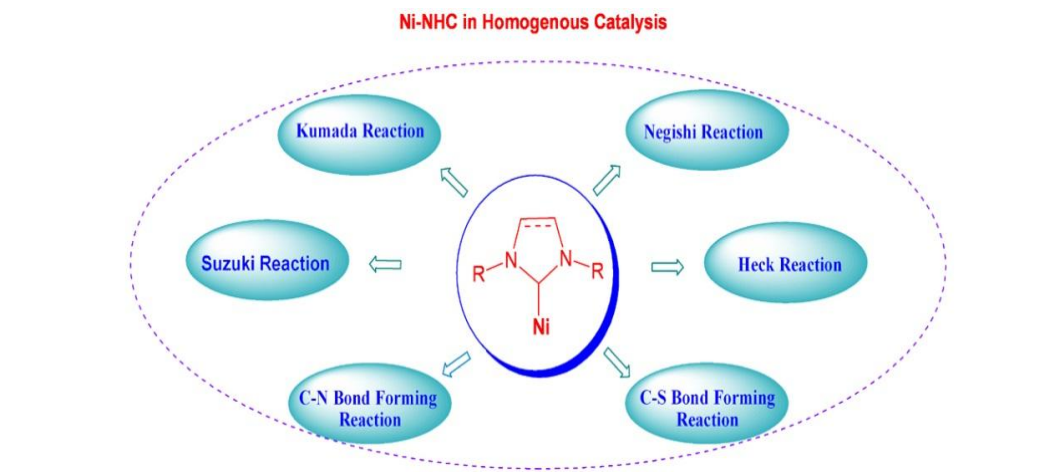 Ni-NHC in Homogenous Catalysis
Kumada Reaction
Negishi Reaction
Suzuki Reaction
R N N R
Ni
Heck Reaction
C-N Bond Forming
Reaction
C-S Bond Forming
Reaction